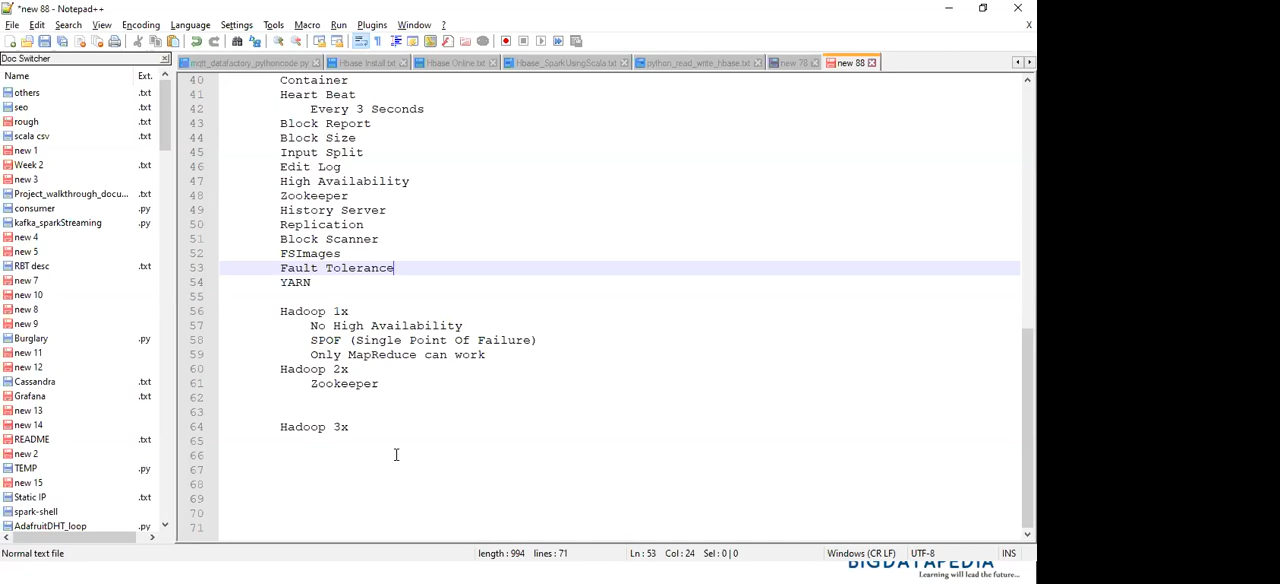 *new 88 - Notepad++
File Edit Search View Encoding Language Settings Tools Macro Run Plugins Window ?
X
Doc Switcher
mqtt_datafactory_pythoncode.py Hbase Install.txt Hbase Online.txt Hbase_SparkUsingScala.txt python_read_write_hbase.txt new 78 new 88
Name Ext.
others .txt
seo .txt
rough .txt
scala csv .txt
new 1
Week 2 .txt
new 3
Project_walkthrough_docu... .txt
consumer .py
kafka_sparkStreaming .py
new 4
new 5
RBT desc .txt
new 7
new 10
new 8
new 9
Burglary .py
new 11
new 12
Cassandra .txt
Grafana .txt
new 13
new 14
README .txt
new 2
TEMP .py
new 15
Static IP .txt
spark-shell .txt
AdafruitDHT_loop .py
40 Container
41 Heart Beat
42 Every 3 Seconds
43 Block Report
44 Block Size
45 Input Split
46 Edit Log
47 High Availability
48 Zookeeper
49 History Server
50 Replication
51 Block Scanner
52 FSImages
53 Fault Tolerance
54 YARN
55
56 Hadoop 1x
57 No High Availability
58 SPOF (Single Point Of Failure)
59 Only MapReduce can work
60 Hadoop 2x
61 Zookeeper
62
63
64 Hadoop 3x
65
66
67
68
69
70
71
Normal text file length : 994 lines : 71 Ln : 53 Col : 24 Sel : 0 | 0 Windows (CR LF) UTF-8 INS
BIGDATAPEDIA
Learning will lead the future...